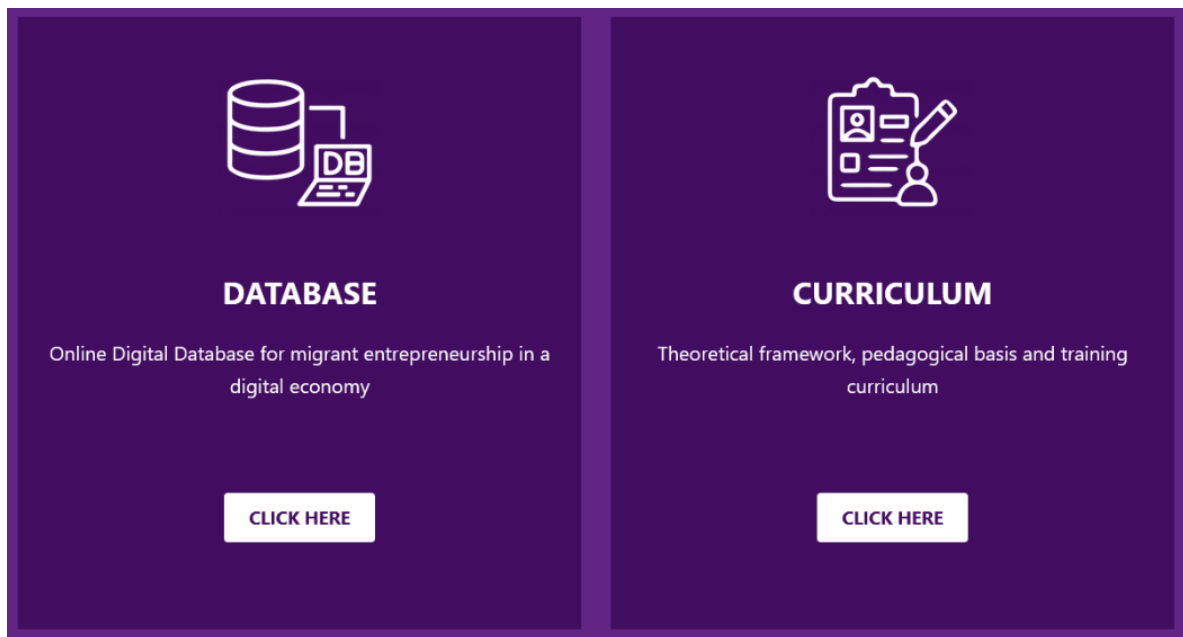 DB
DATABASE
Online Digital Database for migrant entrepreneurship in a
digital economy
CLICK HERE
CURRICULUM
Theoretical framework, pedagogical basis and training
curriculum
CLICK HERE